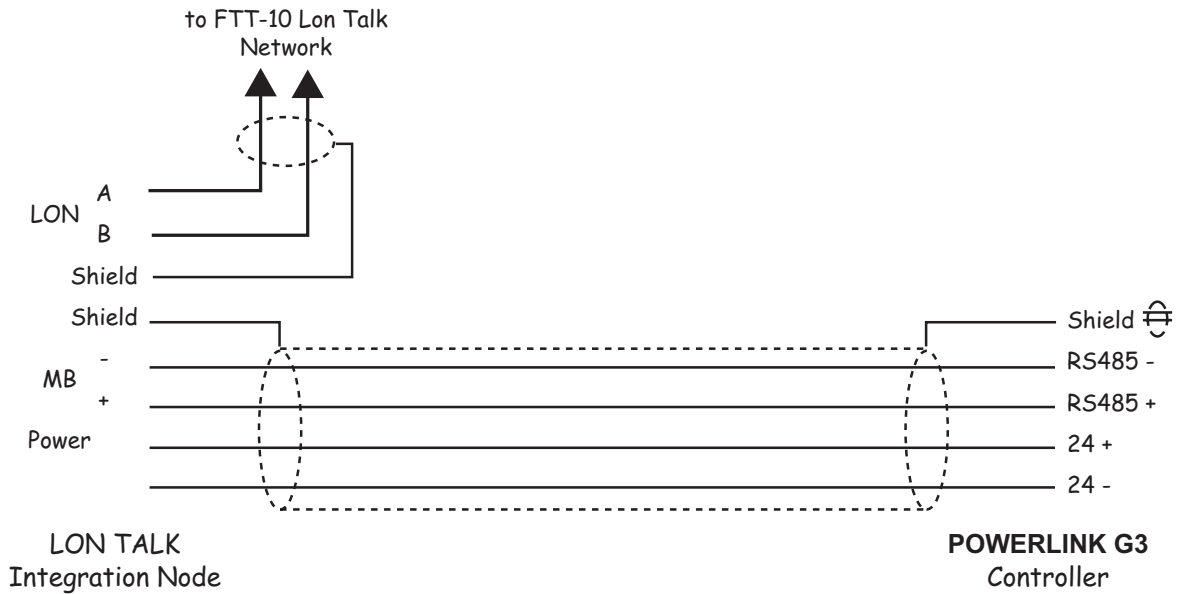 to FTT-10 Lon Talk
Network
A
LON
B
Shield
Shield
Shield
-
RS485 -
MB
+
RS485 +
Power
24 +
24 -
LON TALK
Integration Node
POWERLINK G3
Controller